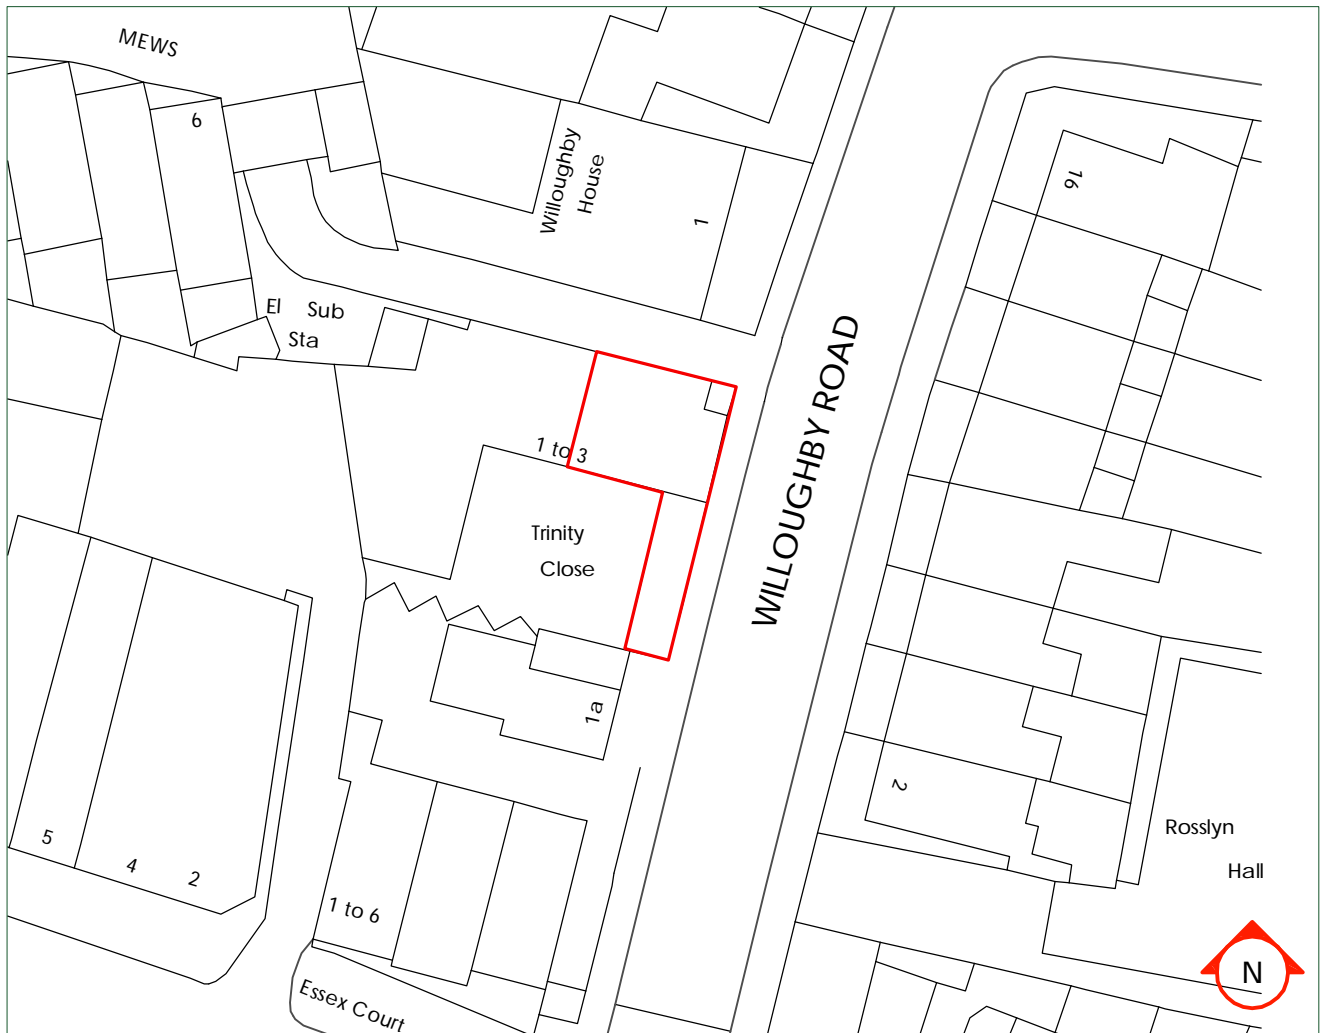 MEWS
6
Willoughby
House
1
16
El Sub
Sta
WILLOUGHBY ROAD
1 to 3
Trinity
Close
1a
2
Rosslyn
Hall
5
4
2
1 to 6
Essex Court
N